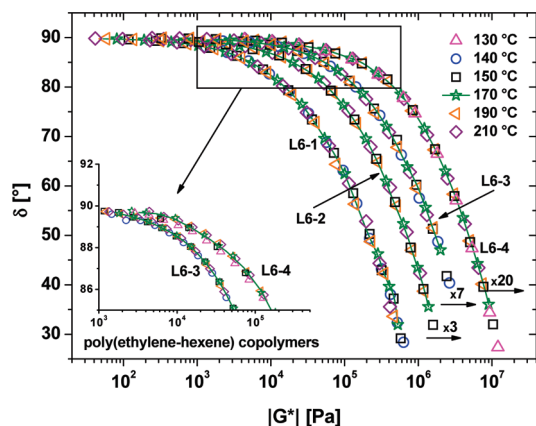 90
80
70
60
50
40
30
δ [°]
130 °C
140 °C
150 °C
170 °C
190 °C
210 °C
L6-1
L6-2
L6-3
L6-4
x20
x7
x3
92
90
88
86
L6-3
L6-4
10³ 10⁴ 10⁵
poly(ethylene-hexene) copolymers
10² 10³ 10⁴ 10⁵ 10⁶ 10⁷
|G*| [Pa]